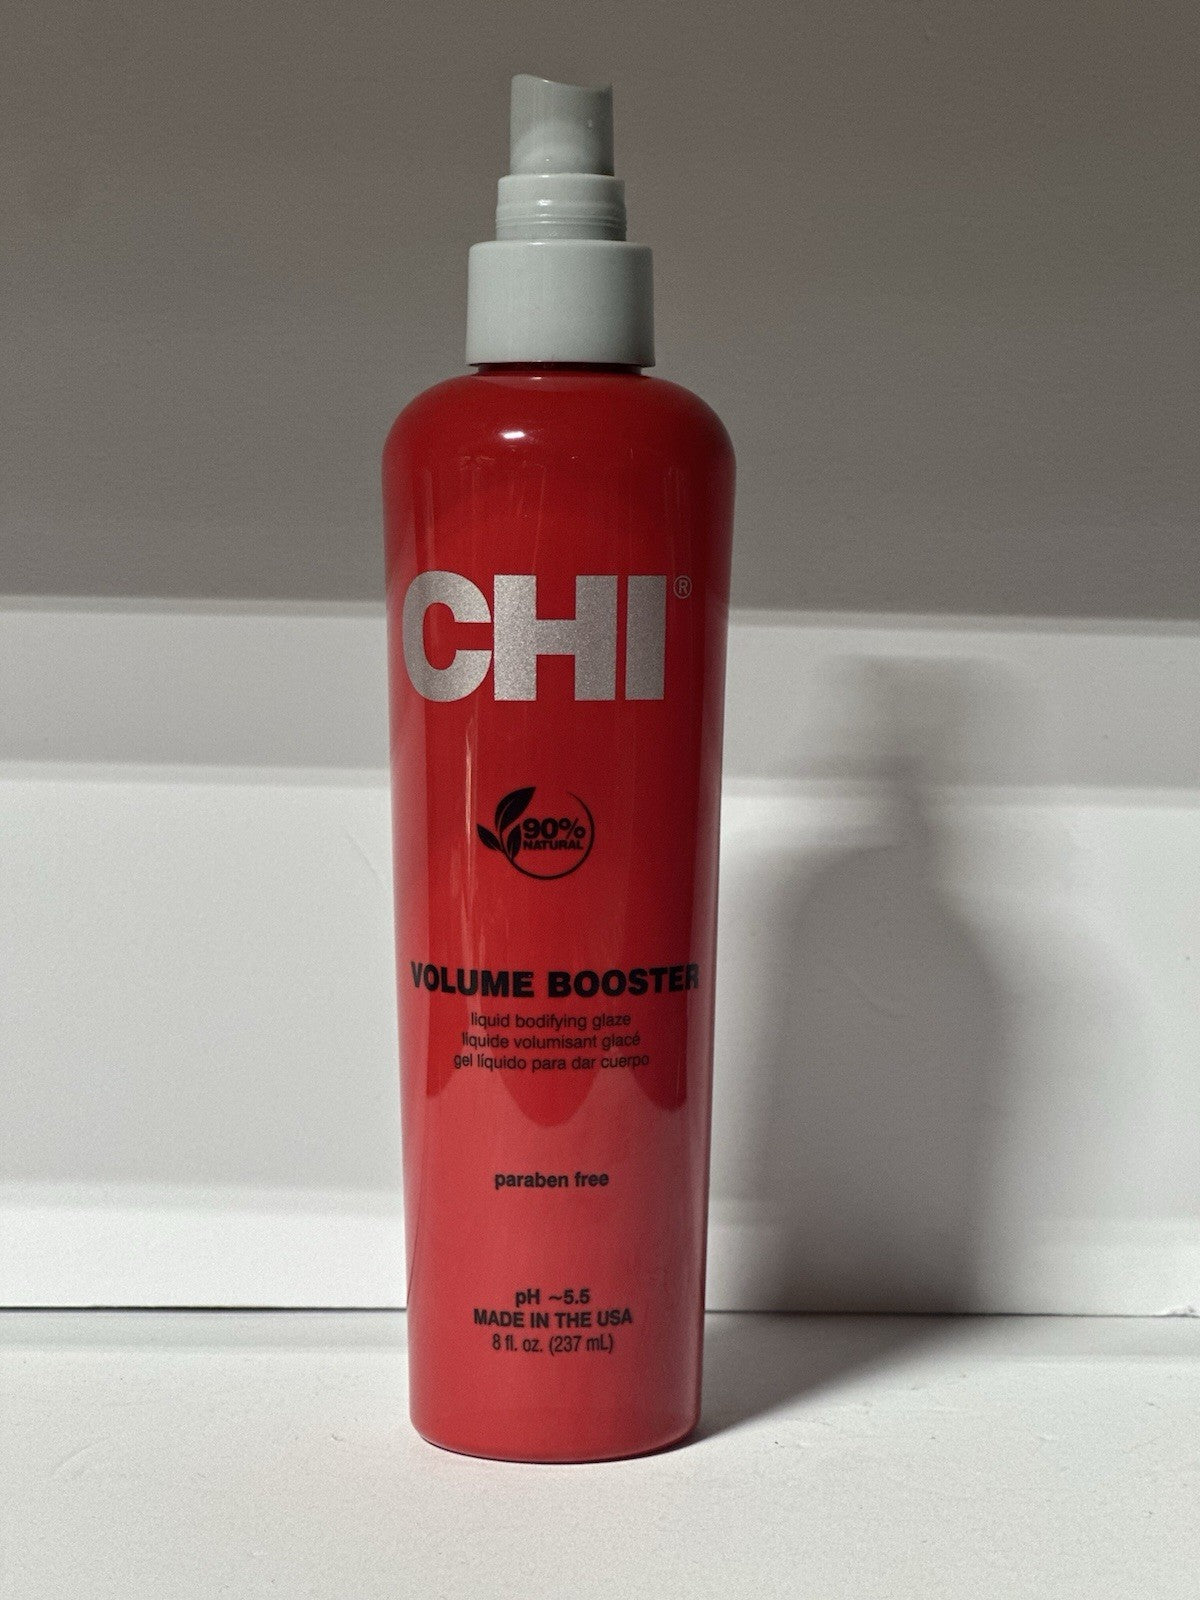 CHI®
90%
NATURAL
VOLUME BOOSTER
liquid bodifying glaze
liquide volumisant glacé
gel líquido para dar cuerpo
paraben free
pH ~5.5
MADE IN THE USA
8 fl. oz. (237 mL)